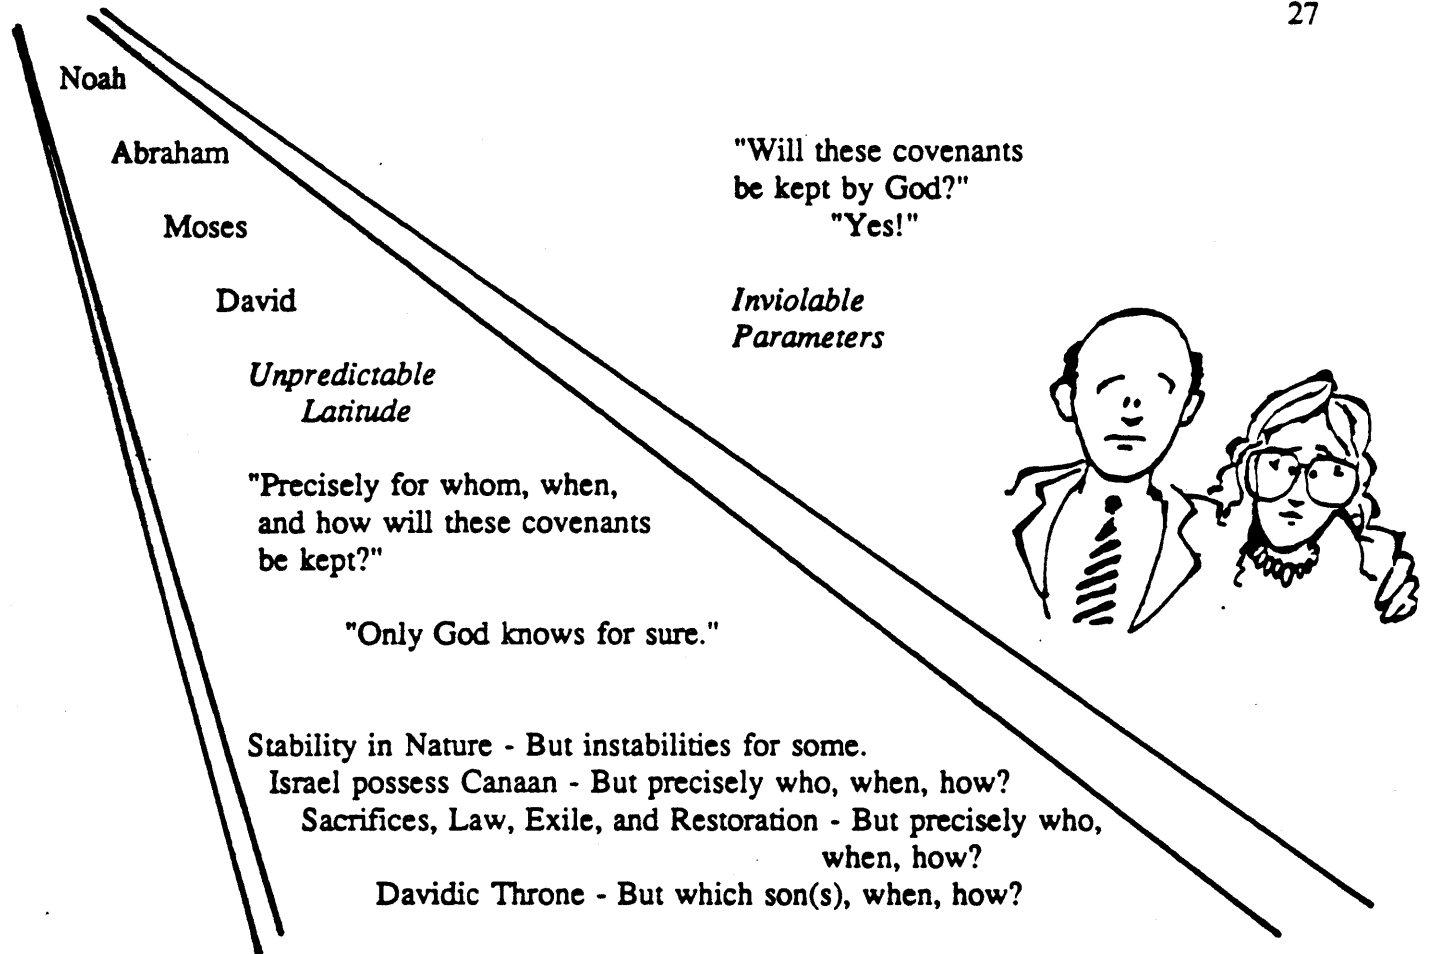 27
Noah
Abraham
Moses
David
Unpredictable
Latitude
"Precisely for whom, when,
and how will these covenants
be kept?"
"Only God knows for sure."
"Will these covenants
be kept by God?"
"Yes!"
Inviolable
Parameters
Stability in Nature - But instabilities for some.
Israel possess Canaan - But precisely who, when, how?
Sacrifices, Law, Exile, and Restoration - But precisely who,
when, how?
Davidic Throne - But which son(s), when, how?